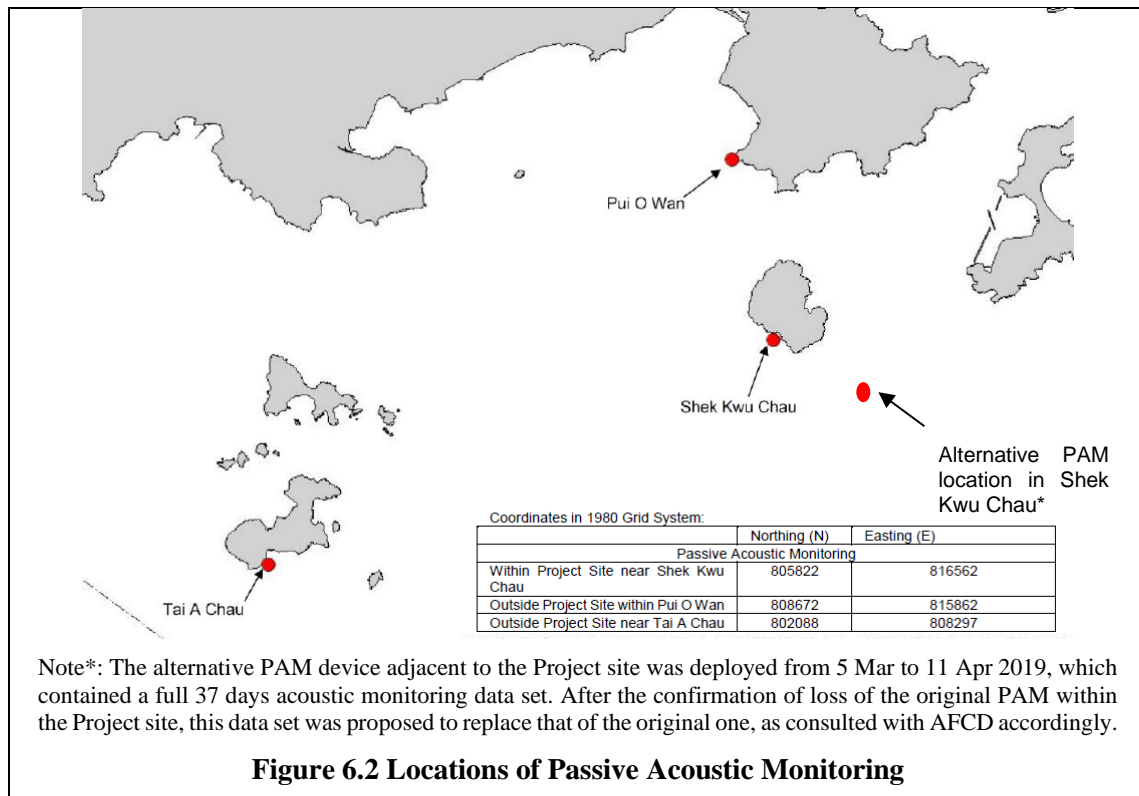 Pui O Wan
Shek Kwu Chau
Alternative PAM
location in Shek
Kwu Chau*
Tai A Chau
Coordinates in 1980 Grid System:
Northing (N) Easting (E)
Passive Acoustic Monitoring
Within Project Site near Shek Kwu 805822 816562
Chau
Outside Project Site within Pui O Wan 808672 815862
Outside Project Site near Tai A Chau 802088 808297
Note*: The alternative PAM device adjacent to the Project site was deployed from 5 Mar to 11 Apr 2019, which
contained a full 37 days acoustic monitoring data set. After the confirmation of loss of the original PAM within
the Project site, this data set was proposed to replace that of the original one, as consulted with AFCD accordingly.
Figure 6.2 Locations of Passive Acoustic Monitoring